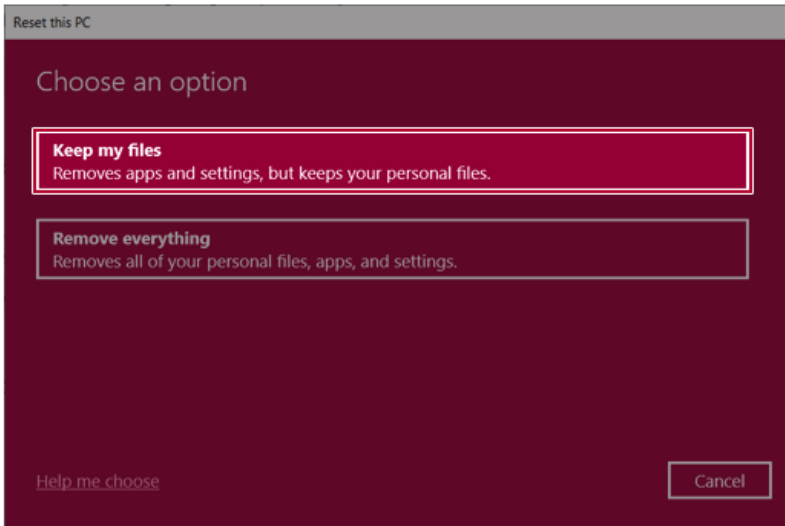 Reset this PC
Choose an option
Keep my files
Removes apps and settings, but keeps your personal files.
Remove everything
Removes all of your personal files, apps, and settings.
Help me choose
Cancel